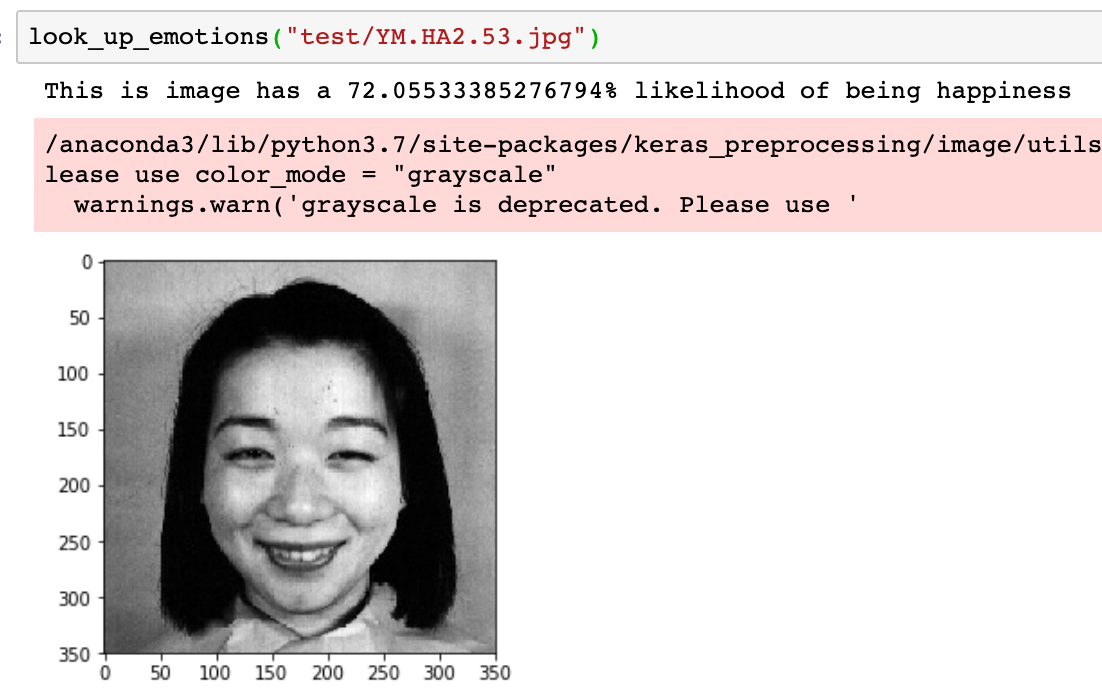 look_up_emotions("test/YM.HA2.53.jpg")
This is image has a 72.05533385276794% likelihood of being happiness
/anaconda3/lib/python3.7/site-packages/keras_preprocessing/image/utils
lease use color_mode = "grayscale"
warnings.warn('grayscale is deprecated. Please use '
0
50
100
150
200
250
300
350
0 50 100 150 200 250 300 350